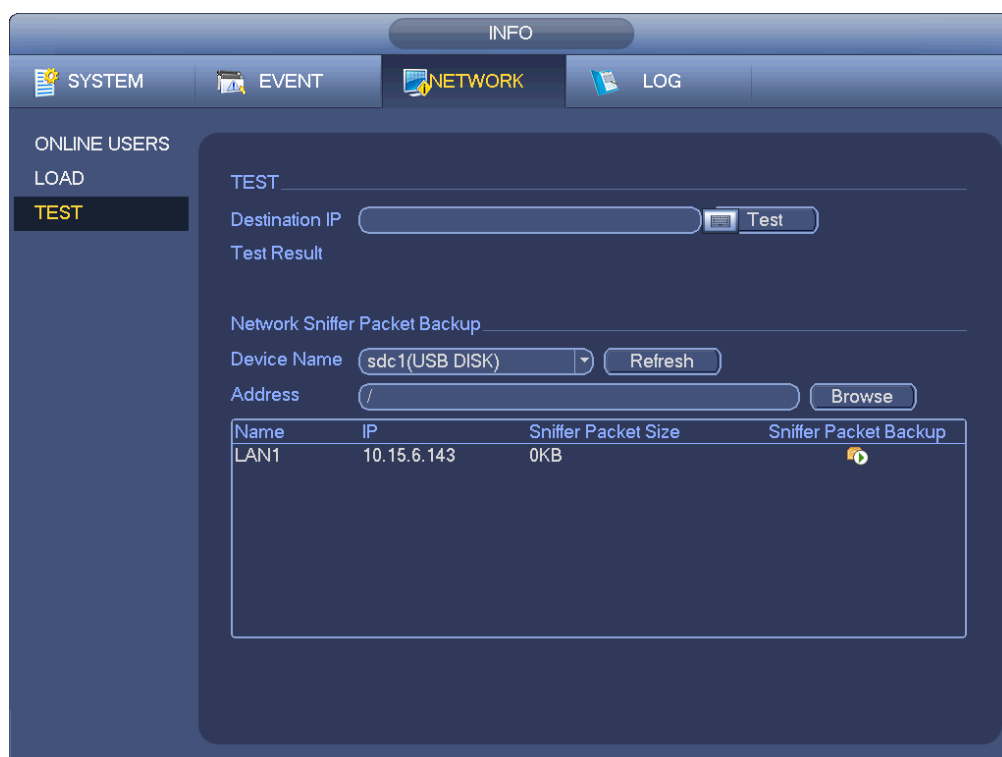 INFO
SYSTEM EVENT NETWORK LOG
ONLINE USERS
LOAD
TEST
TEST
Destination IP Test
Test Result
Network Sniffer Packet Backup
Device Name sdc1(USB DISK) Refresh
Address / Browse
Name IP Sniffer Packet Size Sniffer Packet Backup
LAN1 10.15.6.143 0KB